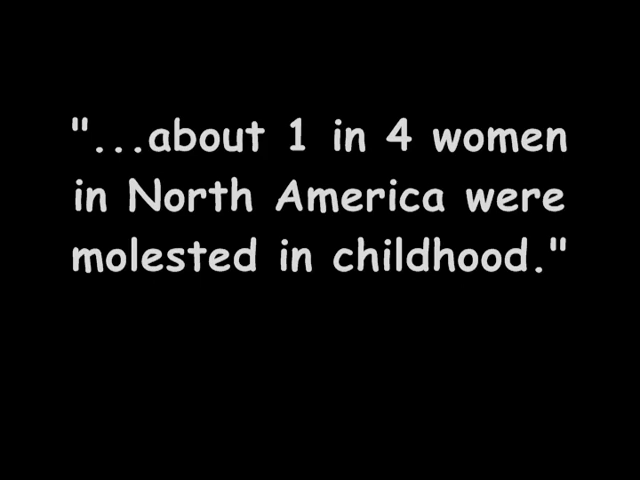 "...about 1 in 4 women
in North America were
molested in childhood."